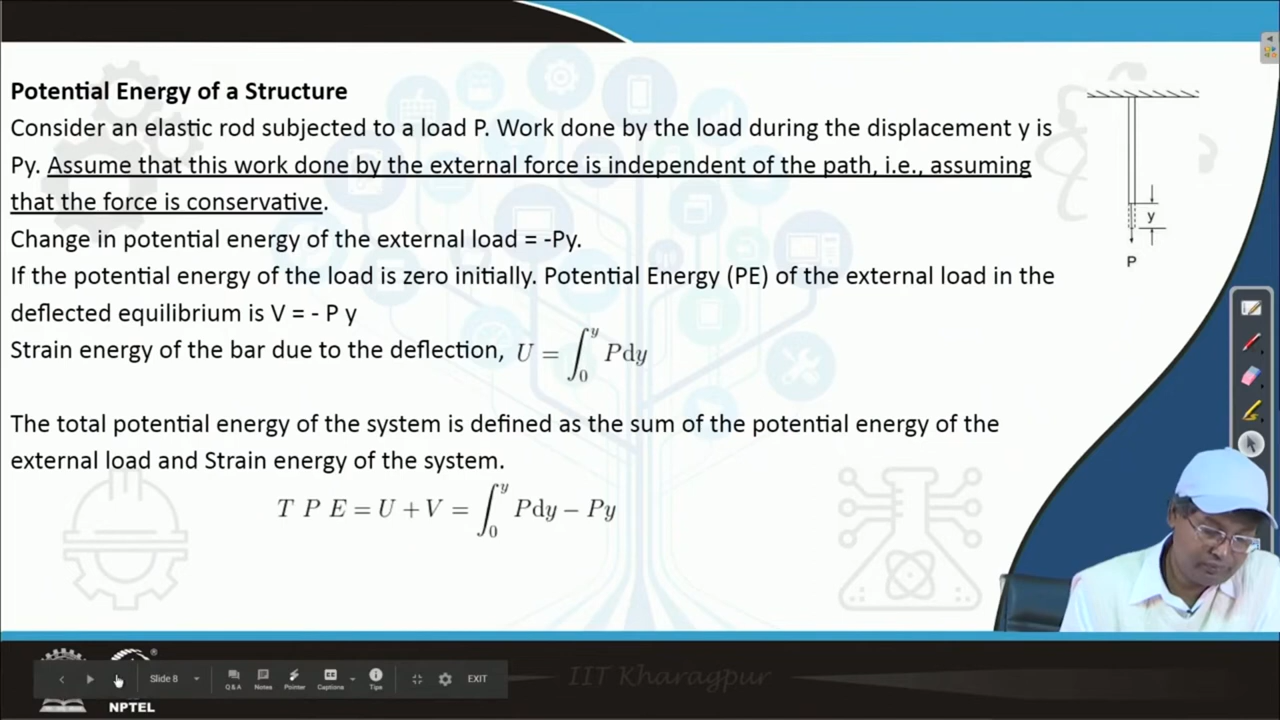 Potential Energy of a Structure
Consider an elastic rod subjected to a load P. Work done by the load during the displacement y is
Py. Assume that this work done by the external force is independent of the path, i.e., assuming
that the force is conservative.
Change in potential energy of the external load = -Py.
If the potential energy of the load is zero initially. Potential Energy (PE) of the external load in the
deflected equilibrium is V = - P y
Strain energy of the bar due to the deflection, U = ∫₀ʸ Pdy
The total potential energy of the system is defined as the sum of the potential energy of the
external load and Strain energy of the system.
T P E = U + V = ∫₀ʸ Pdy − Py
y
P
Slide 8
Q & A
Notes
Pointer
Captions
Tips
EXIT
IIT Kharagpur
®
NPTEL